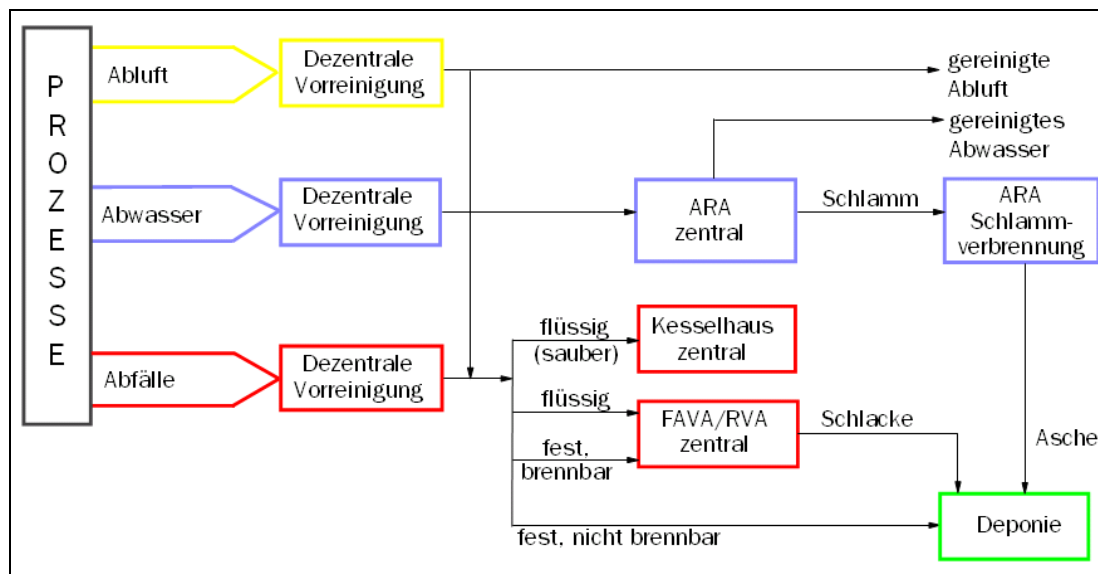 PROZESSE
Abluft
Dezentrale
Vorreinigung
gereinigte
Abluft
gereinigtes
Abwasser
Abwasser
Dezentrale
Vorreinigung
ARA
zentral
Schlamm
ARA
Schlamm-
verbrennung
Abfälle
Dezentrale
Vorreinigung
flüssig
(sauber)
Kesselhaus
zentral
flüssig
fest,
brennbar
FAVA/RVA
zentral
Schlacke
Asche
fest, nicht brennbar
Deponie